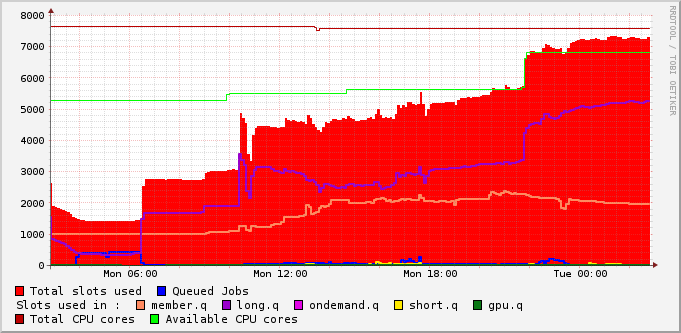 8000
7000
6000
5000
4000
3000
2000
1000
0
Mon 06:00 Mon 12:00 Mon 18:00 Tue 00:00
RRDTOOL / TOBI OETIKER
Total slots used Queued Jobs
Slots used in : member.q long.q ondemand.q short.q gpu.q
Total CPU cores Available CPU cores